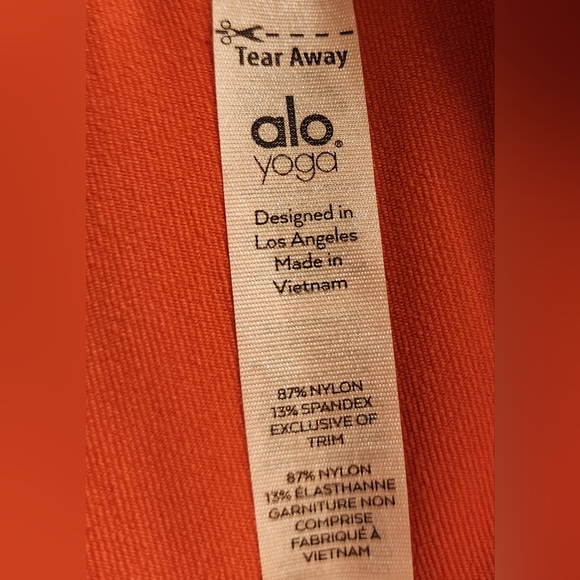 Tear Away
alo®
yoga
Designed in
Los Angeles
Made in
Vietnam
87% NYLON
13% SPANDEX
EXCLUSIVE OF
TRIM
87% NYLON
13% ÉLASTHANNE
GARNITURE NON
COMPRISE
FABRIQUÉ À
VIETNAM